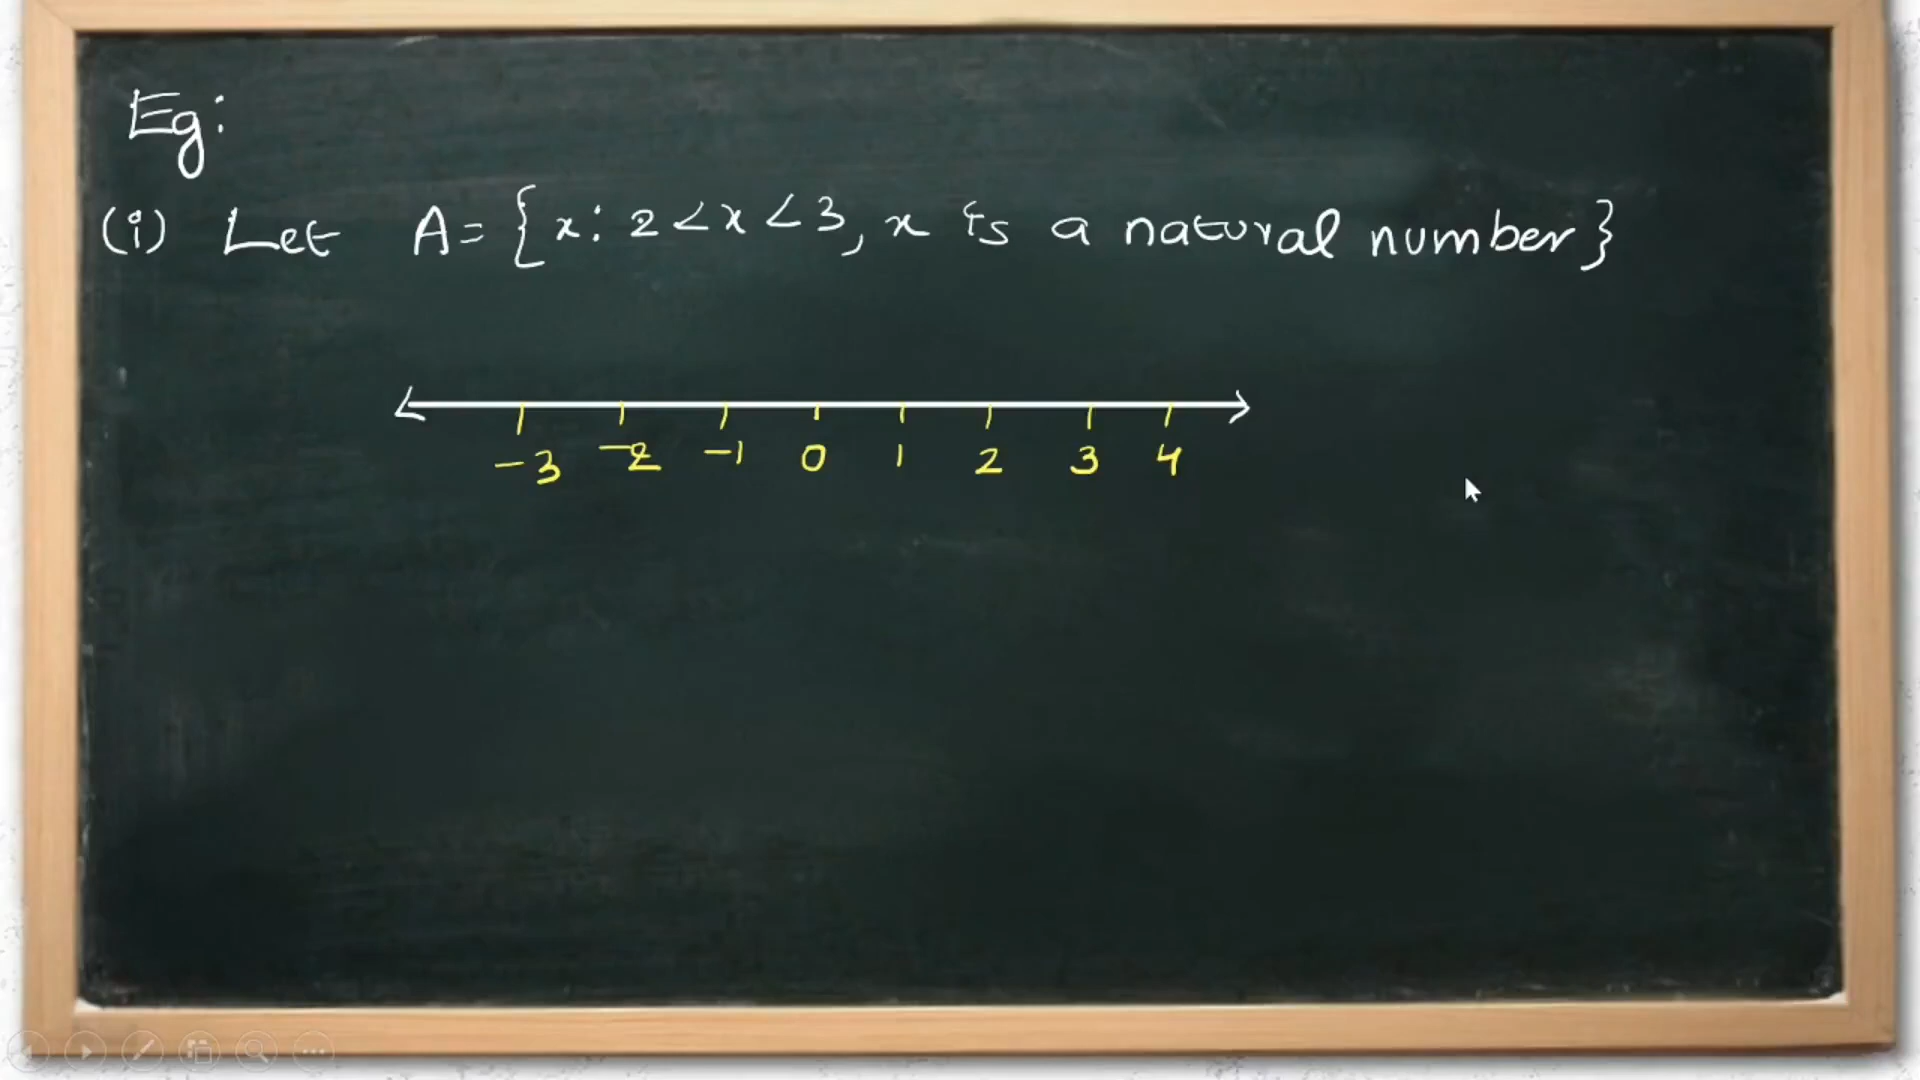 Eg:
(i) Let A = {x: 2<x<3, x is a natural number}
-3 -2 -1 0 1 2 3 4